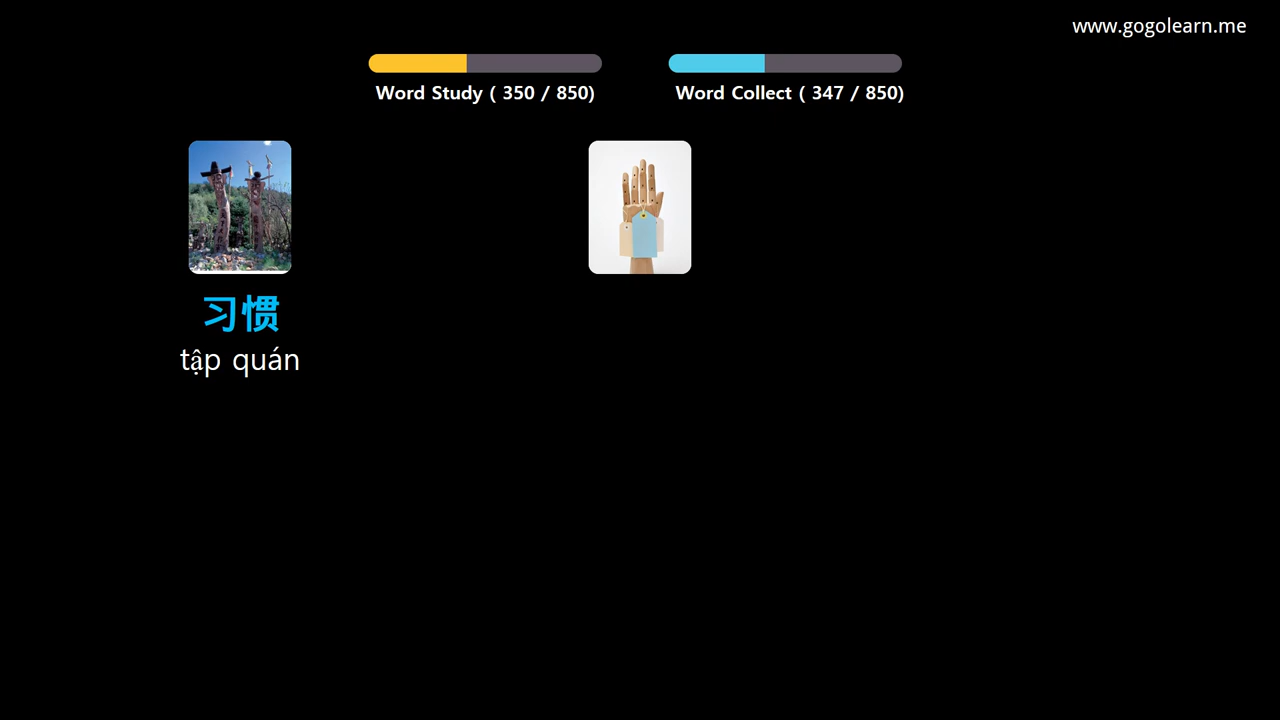 www.gogolearn.me
Word Study ( 350 / 850)
Word Collect ( 347 / 850)
习惯
tập quán